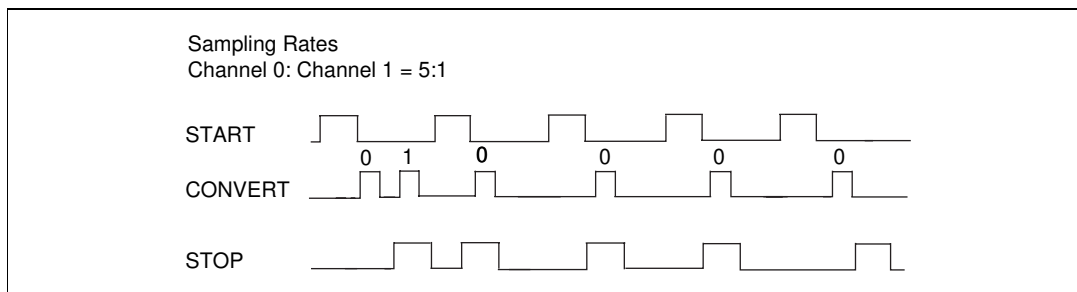 Sampling Rates
Channel 0: Channel 1 = 5:1
START
0 1 0 0 0 0
CONVERT
STOP